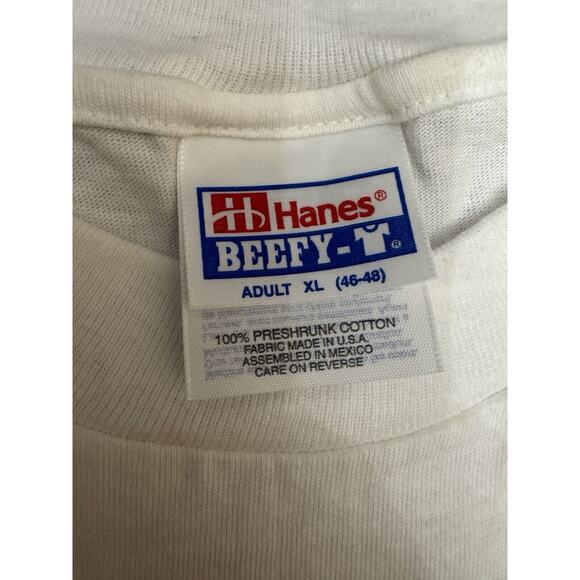 H Hanes®
BEEFY-T®
ADULT XL (46-48)
100% PRESHRUNK COTTON
FABRIC MADE IN U.S.A.
ASSEMBLED IN MEXICO
CARE ON REVERSE